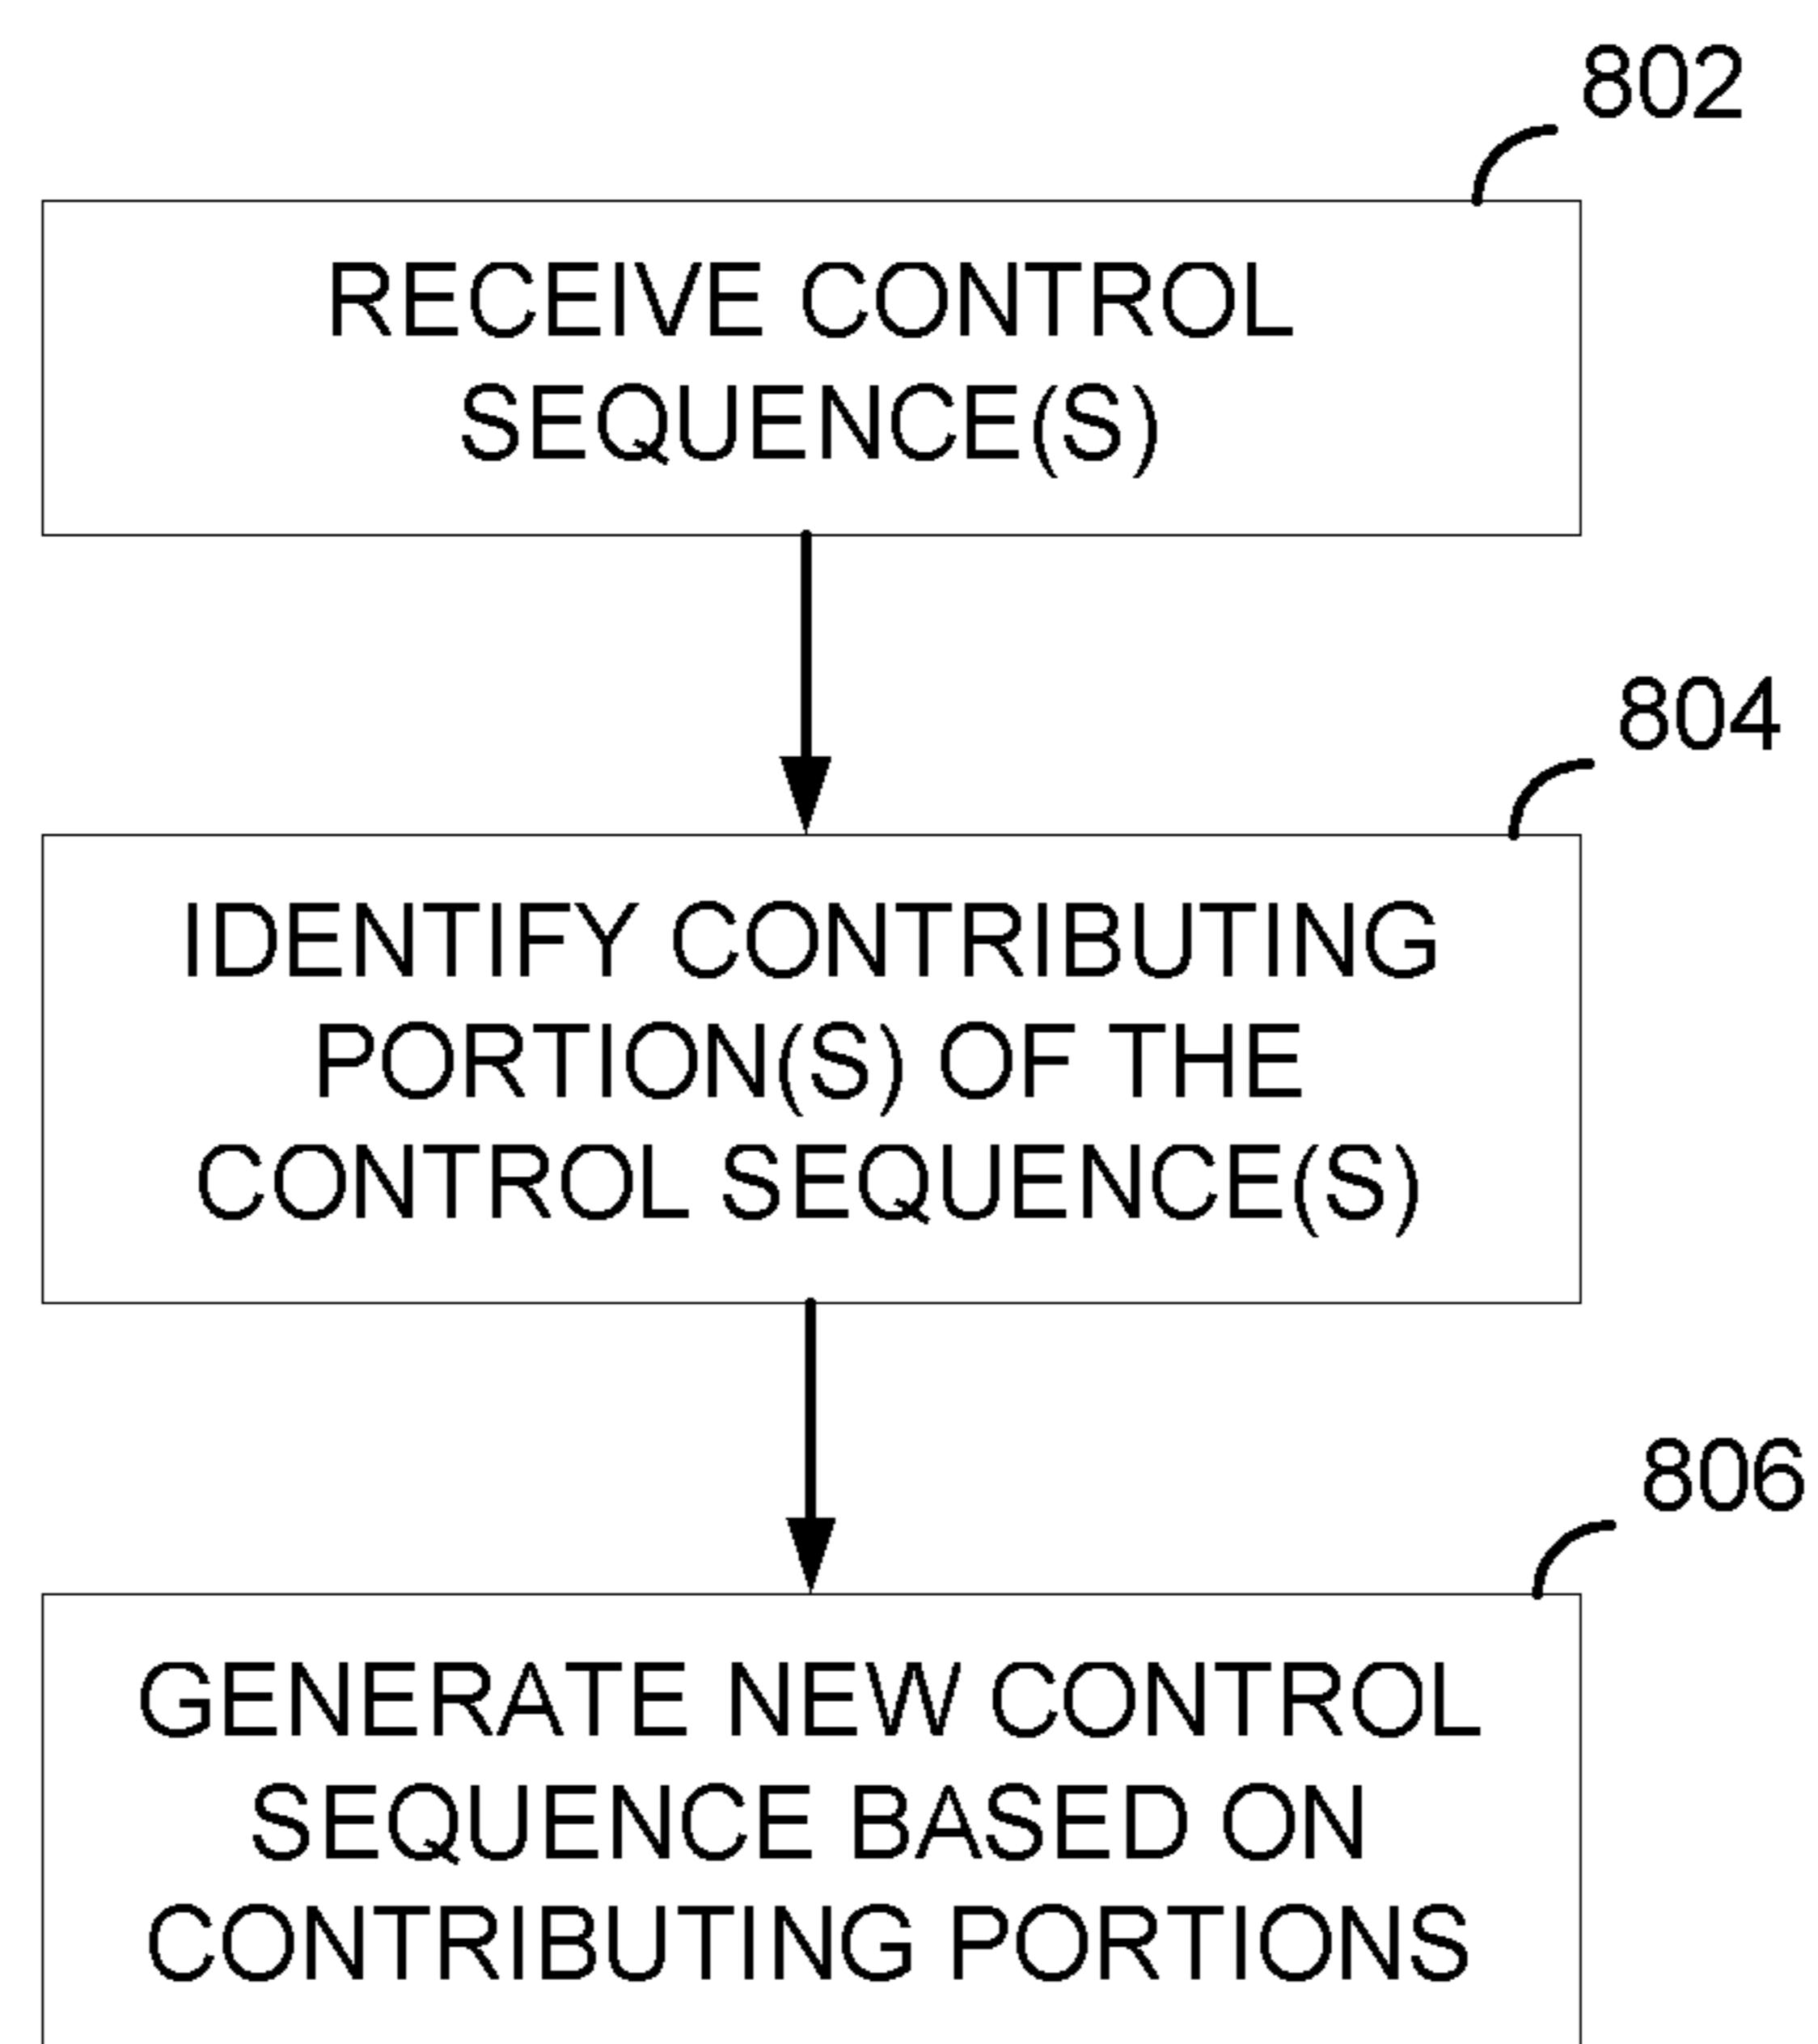 802
RECEIVE CONTROL
SEQUENCE(S)
804
IDENTIFY CONTRIBUTING
PORTION(S) OF THE
CONTROL SEQUENCE(S)
806
GENERATE NEW CONTROL
SEQUENCE BASED ON
CONTRIBUTING PORTIONS